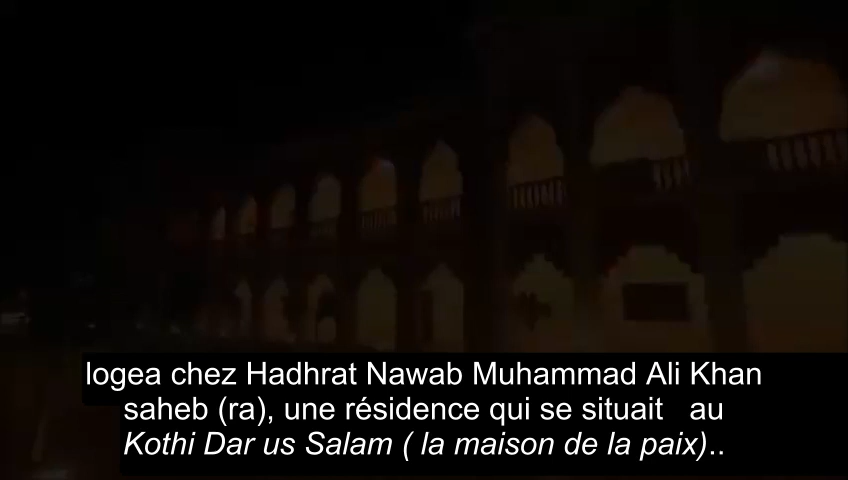 logea chez Hadhrat Nawab Muhammad Ali Khan
saheb (ra), une résidence qui se situait au
Kothi Dar us Salam ( la maison de la paix)..